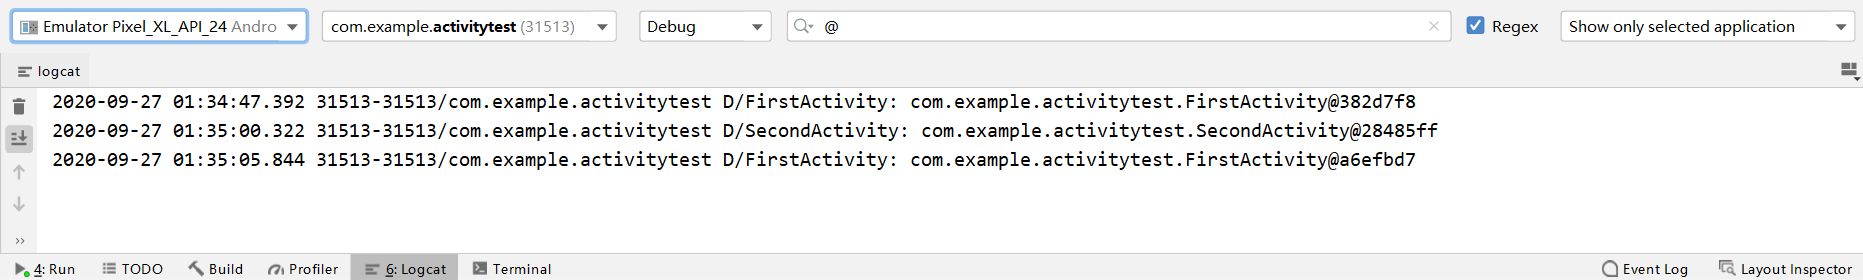 Emulator Pixel_XL_API_24 Andro com.example.activitytest (31513) Debug @ Regex Show only selected application
logcat
2020-09-27 01:34:47.392 31513-31513/com.example.activitytest D/FirstActivity: com.example.activitytest.FirstActivity@382d7f8
2020-09-27 01:35:00.322 31513-31513/com.example.activitytest D/SecondActivity: com.example.activitytest.SecondActivity@28485ff
2020-09-27 01:35:05.844 31513-31513/com.example.activitytest D/FirstActivity: com.example.activitytest.FirstActivity@a6efbd7
4: Run TODO Build Profiler 6: Logcat Terminal Event Log Layout Inspector